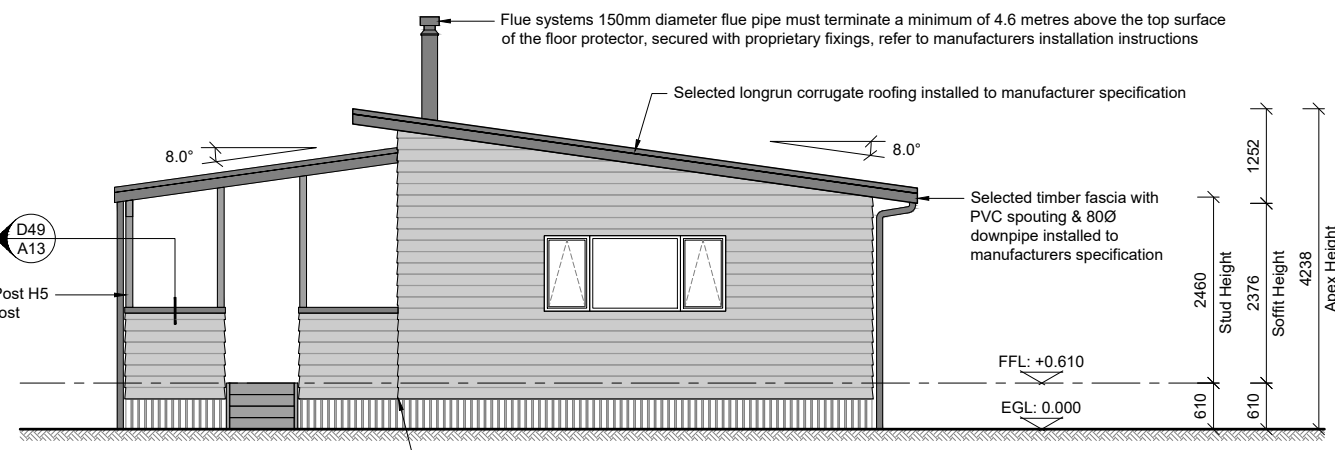 Flue systems 150mm diameter flue pipe must terminate a minimum of 4.6 metres above the top surface
of the floor protector, secured with proprietary fixings, refer to manufacturers installation instructions
Selected longrun corrugate roofing installed to manufacturer specification
8.0°
8.0°
Selected timber fascia with
PVC spouting & 80Ø
downpipe installed to
manufacturers specification
D49
A13
Post H5
ost
FFL: +0.610
EGL: 0.000
2460
Stud Height
610
1252
2376
Soffit Height
610
4238
Apex Height